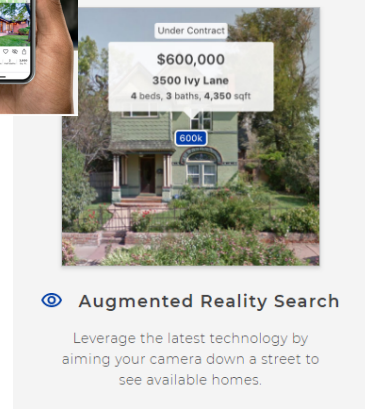 Under Contract
$600,000
3500 Ivy Lane
4 beds, 3 baths, 4,350 sqft
600k
Augmented Reality Search
Leverage the latest technology by
aiming your camera down a street to
see available homes.